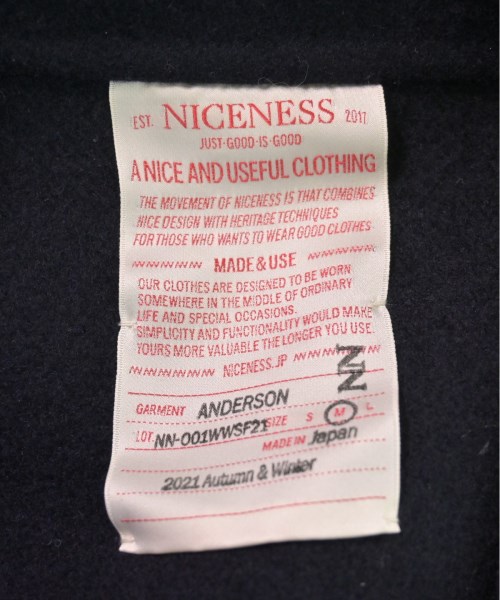 EST. NICENESS 2017
JUST·GOOD·IS·GOOD
A NICE AND USEFUL CLOTHING
THE MOVEMENT OF NICENESS IS THAT COMBINES
NICE DESIGN WITH HERITAGE TECHNIQUES
FOR THOSE WHO WANTS TO WEAR GOOD CLOTHES
MADE & USE
OUR CLOTHES ARE DESIGNED TO BE WORN
SOMEWHERE IN THE MIDDLE OF ORDINARY
LIFE AND SPECIAL OCCASIONS.
SIMPLICITY AND FUNCTIONALITY WOULD MAKE
YOURS MORE VALUABLE THE LONGER YOU USE.
NICENESS.JP
NN
GARMENT ANDERSON
LOT. NN-001WWSF21 SIZE S M L
MADE IN Japan
2021 Autumn & Winter